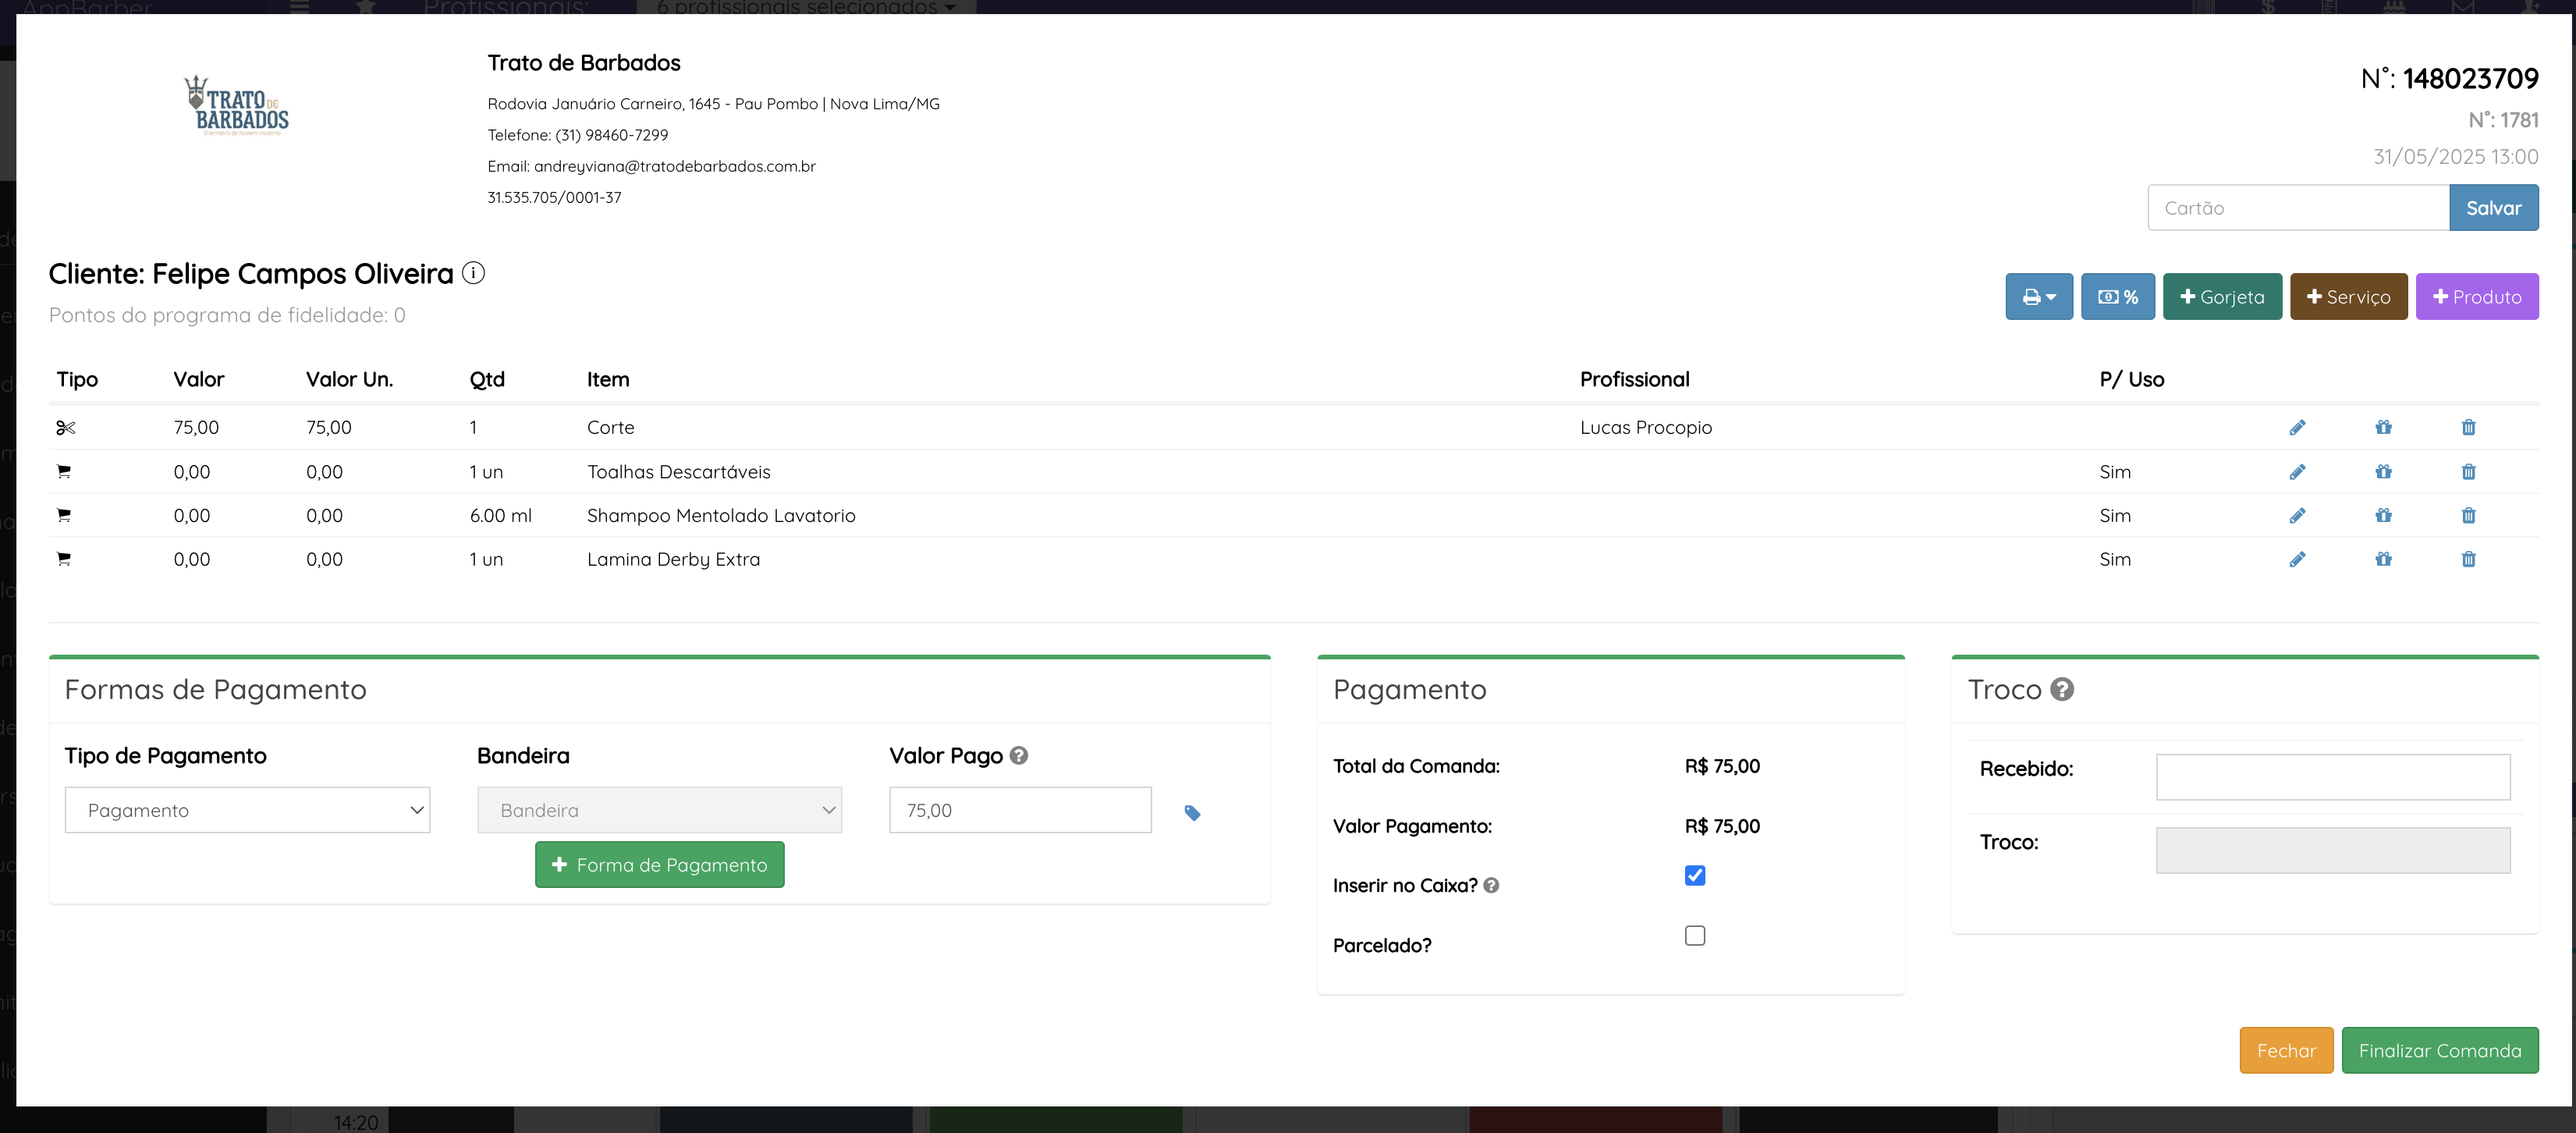 AppBarber
Profissionais:
6 profissionais selecionados
TRATO DE
BARBADOS
Trato de Barbados
Rodovia Januário Carneiro, 1645 - Pau Pombo | Nova Lima/MG
Telefone: (31) 98460-7299
Email: andreyviana@tratodebarbados.com.br
31.535.705/0001-37
N°: 148023709
N°: 1781
31/05/2025 13:00
Cartão
Salvar
Cliente: Felipe Campos Oliveira
Pontos do programa de fidelidade: 0
%
Gorjeta
Serviço
Produto
Tipo Valor Valor Un. Qtd Item Profissional P/ Uso
75,00 75,00 1 Corte Lucas Procopio
0,00 0,00 1 un Toalhas Descartáveis Sim
0,00 0,00 6.00 ml Shampoo Mentolado Lavatorio Sim
0,00 0,00 1 un Lamina Derby Extra Sim
Formas de Pagamento
Tipo de Pagamento Bandeira Valor Pago
Pagamento Bandeira 75,00
Forma de Pagamento
Pagamento
Total da Comanda: R$ 75,00
Valor Pagamento: R$ 75,00
Inserir no Caixa?
Parcelado?
Troco
Recebido:
Troco:
Fechar
Finalizar Comanda
14:20